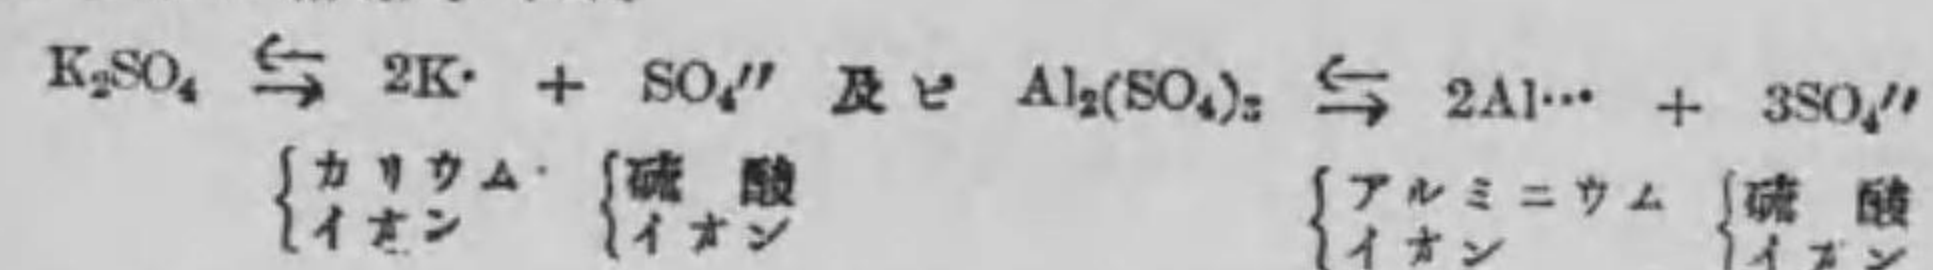 K₂SO₄ ⇆ 2K· + SO₄′′ 及ビ Al₂(SO₄)₃ ⇆ 2Al··· + 3SO₄′′
カリウム 硫酸 アルミニウム 硫酸
イオン イオン イオン イオン